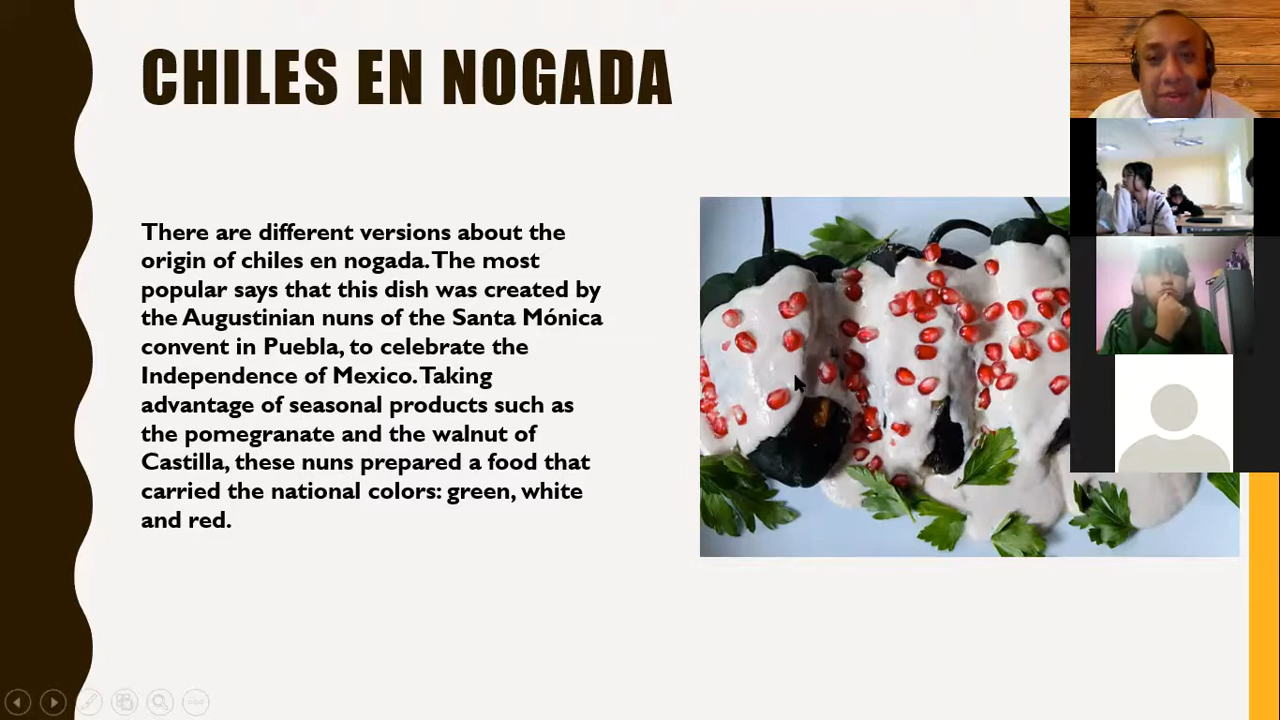 CHILES EN NOGADA
There are different versions about the
origin of chiles en nogada. The most
popular says that this dish was created by
the Augustinian nuns of the Santa Mónica
convent in Puebla, to celebrate the
Independence of Mexico. Taking
advantage of seasonal products such as
the pomegranate and the walnut of
Castilla, these nuns prepared a food that
carried the national colors: green, white
and red.